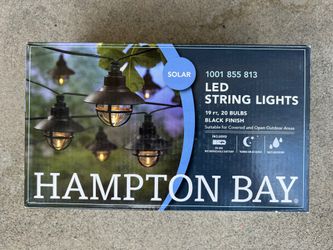 SOLAR
1001 855 813
LED
STRING LIGHTS
19 FT, 20 BULBS
BLACK FINISH
Suitable for Covered and Open Outdoor Areas
INCLUDED
HAMPTON BAY